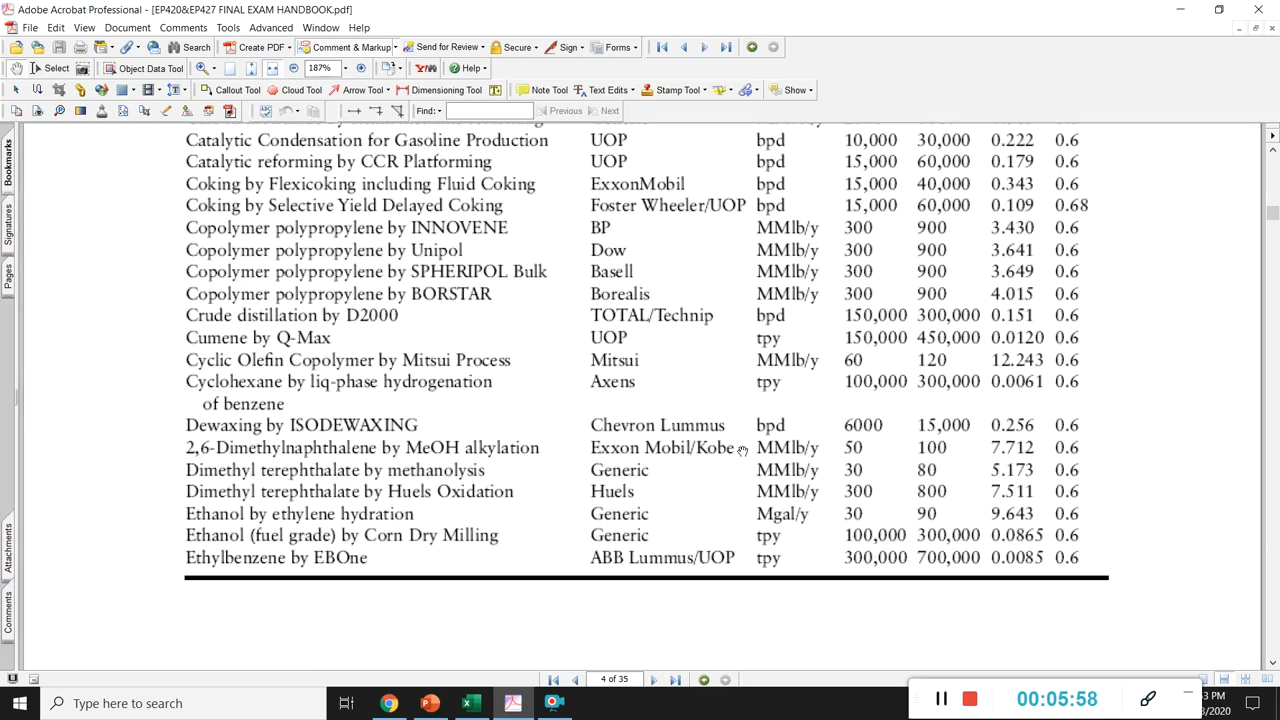 Adobe Acrobat Professional - [EP420&EP427 FINAL EXAM HANDBOOK.pdf]
File Edit View Document Comments Tools Advanced Window Help
Search Create PDF Comment & Markup Send for Review Secure Sign Forms
Select Object Data Tool 187% Y!MSN Help
Callout Tool Cloud Tool Arrow Tool Dimensioning Tool Note Tool Text Edits Stamp Tool Show
Find: Previous Next
Bookmarks
Signatures
Pages
Attachments
Comments
Catalytic Condensation for Gasoline Production UOP bpd 10,000 30,000 0.222 0.6
Catalytic reforming by CCR Platforming UOP bpd 15,000 60,000 0.179 0.6
Coking by Flexicoking including Fluid Coking ExxonMobil bpd 15,000 40,000 0.343 0.6
Coking by Selective Yield Delayed Coking Foster Wheeler/UOP bpd 15,000 60,000 0.109 0.68
Copolymer polypropylene by INNOVENE BP MMlb/y 300 900 3.430 0.6
Copolymer polypropylene by Unipol Dow MMlb/y 300 900 3.641 0.6
Copolymer polypropylene by SPHERIPOL Bulk Basell MMlb/y 300 900 3.649 0.6
Copolymer polypropylene by BORSTAR Borealis MMlb/y 300 900 4.015 0.6
Crude distillation by D2000 TOTAL/Technip bpd 150,000 300,000 0.151 0.6
Cumene by Q-Max UOP tpy 150,000 450,000 0.0120 0.6
Cyclic Olefin Copolymer by Mitsui Process Mitsui MMlb/y 60 120 12.243 0.6
Cyclohexane by liq-phase hydrogenation Axens tpy 100,000 300,000 0.0061 0.6
of benzene
Dewaxing by ISODEWAXING Chevron Lummus bpd 6000 15,000 0.256 0.6
2,6-Dimethylnaphthalene by MeOH alkylation Exxon Mobil/Kobe MMlb/y 50 100 7.712 0.6
Dimethyl terephthalate by methanolysis Generic MMlb/y 30 80 5.173 0.6
Dimethyl terephthalate by Huels Oxidation Huels MMlb/y 300 800 7.511 0.6
Ethanol by ethylene hydration Generic Mgal/y 30 90 9.643 0.6
Ethanol (fuel grade) by Corn Dry Milling Generic tpy 100,000 300,000 0.0865 0.6
Ethylbenzene by EBOne ABB Lummus/UOP tpy 300,000 700,000 0.0085 0.6
4 of 35
Type here to search
00:05:58
3 PM
/2020